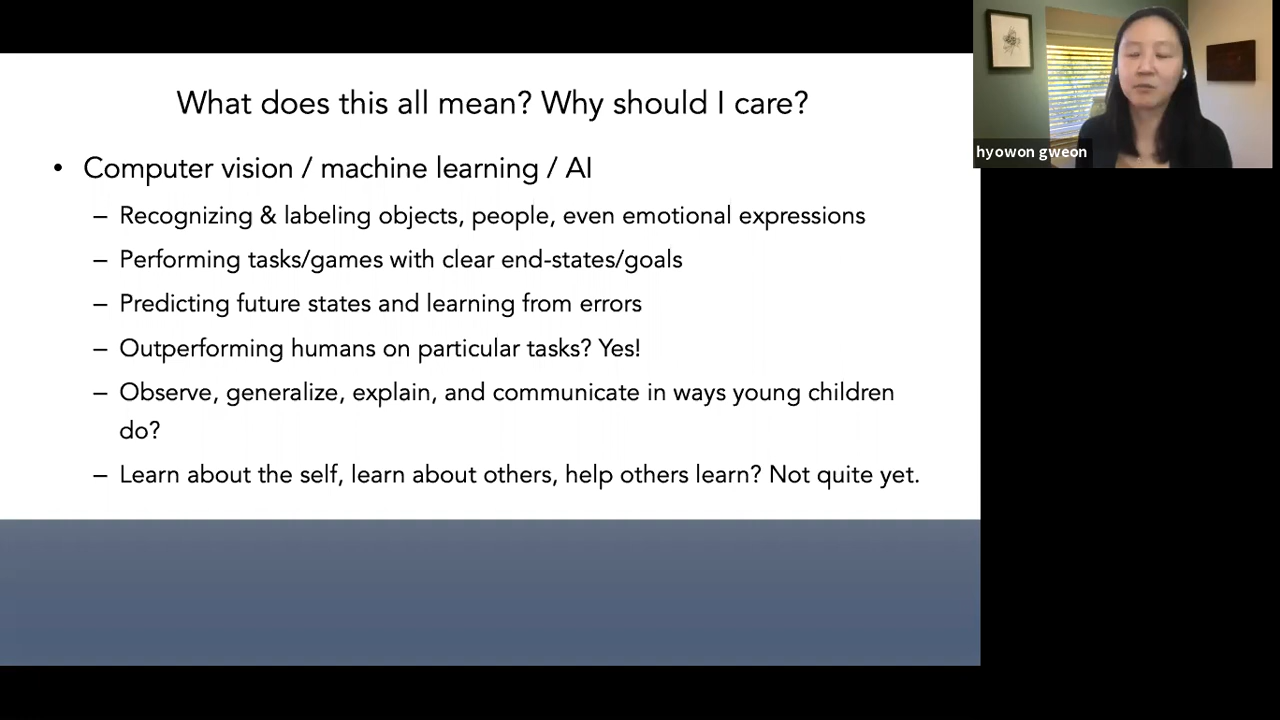 What does this all mean? Why should I care?
• Computer vision / machine learning / AI
– Recognizing & labeling objects, people, even emotional expressions
– Performing tasks/games with clear end-states/goals
– Predicting future states and learning from errors
– Outperforming humans on particular tasks? Yes!
– Observe, generalize, explain, and communicate in ways young children
do?
– Learn about the self, learn about others, help others learn? Not quite yet.
hyowon gweon